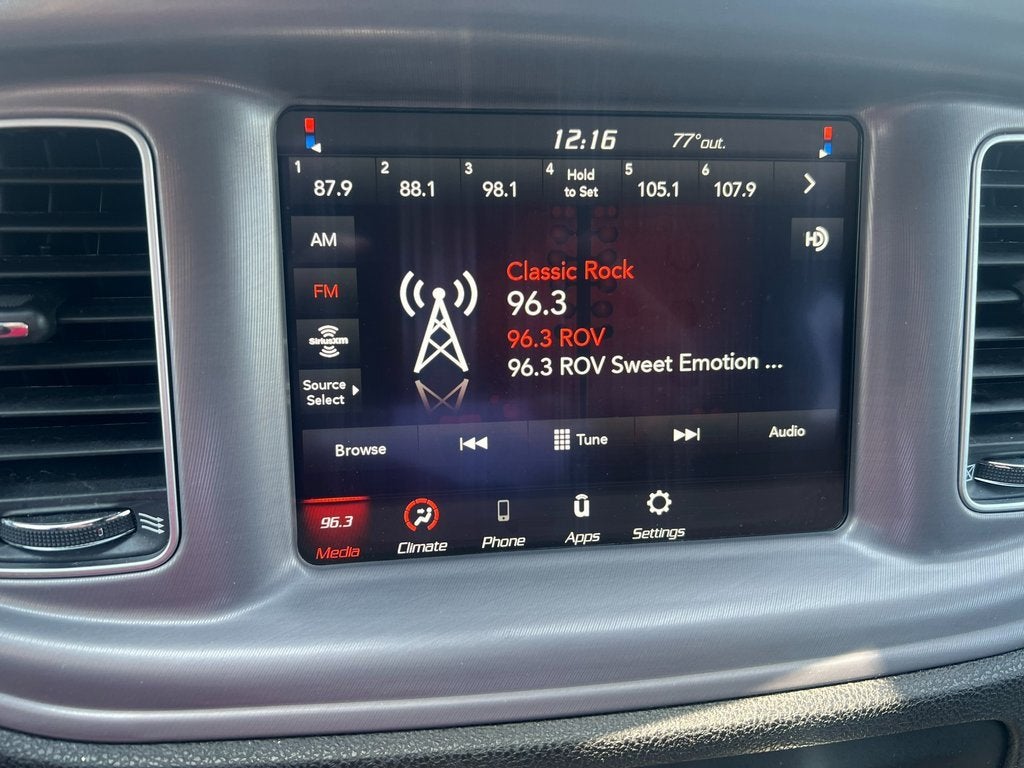 12:16 77°out.
1 87.9 2 88.1 3 98.1 4 Hold to Set 5 105.1 6 107.9
AM
HD
FM
Classic Rock
96.3
SiriusXM
96.3 ROV
96.3 ROV Sweet Emotion ...
Source
Select
Browse Tune Audio
96.3
Media Climate Phone Apps Settings